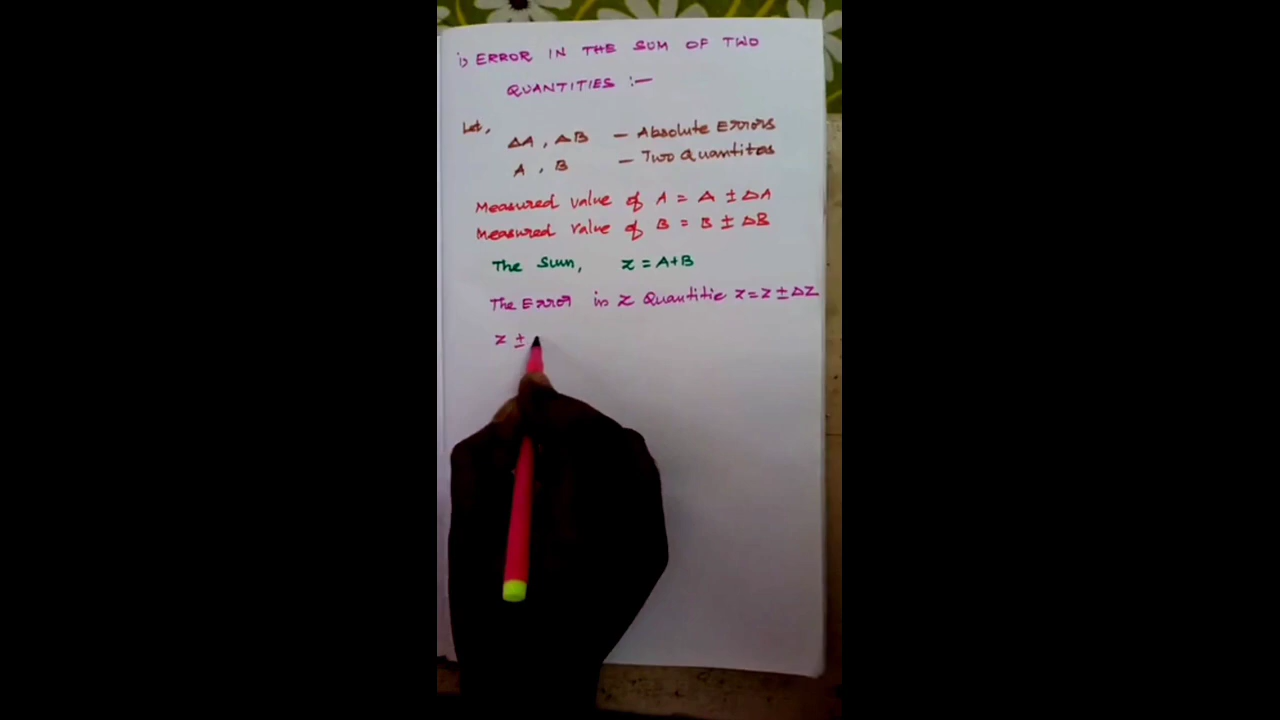 i) ERROR IN THE SUM OF TWO
QUANTITIES :-
Let,
ΔA , ΔB - Absolute Errors
A , B - Two Quantites
Measured value of A = A ± ΔA
Measured value of B = B ± ΔB
The Sum, Z = A+B
The Error in Z Quantitie Z = Z ± ΔZ
Z ±